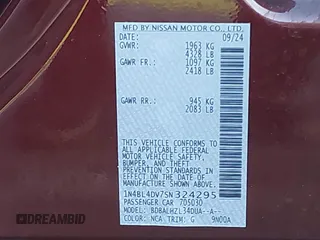 MFD BY NISSAN MOTOR CO., LTD.
DATE: 09/24
GVWR: 1963 KG
4328 LB
GAWR FR: 1097 KG
2418 LB
GAWR RR: 945 KG
2083 LB
THIS VEHICLE CONFORMS TO ALL
APPLICABLE FEDERAL MOTOR
VEHICLE SAFETY, BUMPER,
AND THEFT PREVENTION
STANDARDS IN EFFECT ON
THE DATE OF MANUFACTURE
SHOWN ABOVE.
1N4BL4DV7SN324295
PASSENGER CAR 7D5030
MODEL: BDBALHZL34DUA--A-
COLOR: NCA TRIM: G 9N00A
© AUTOBIDMASTER